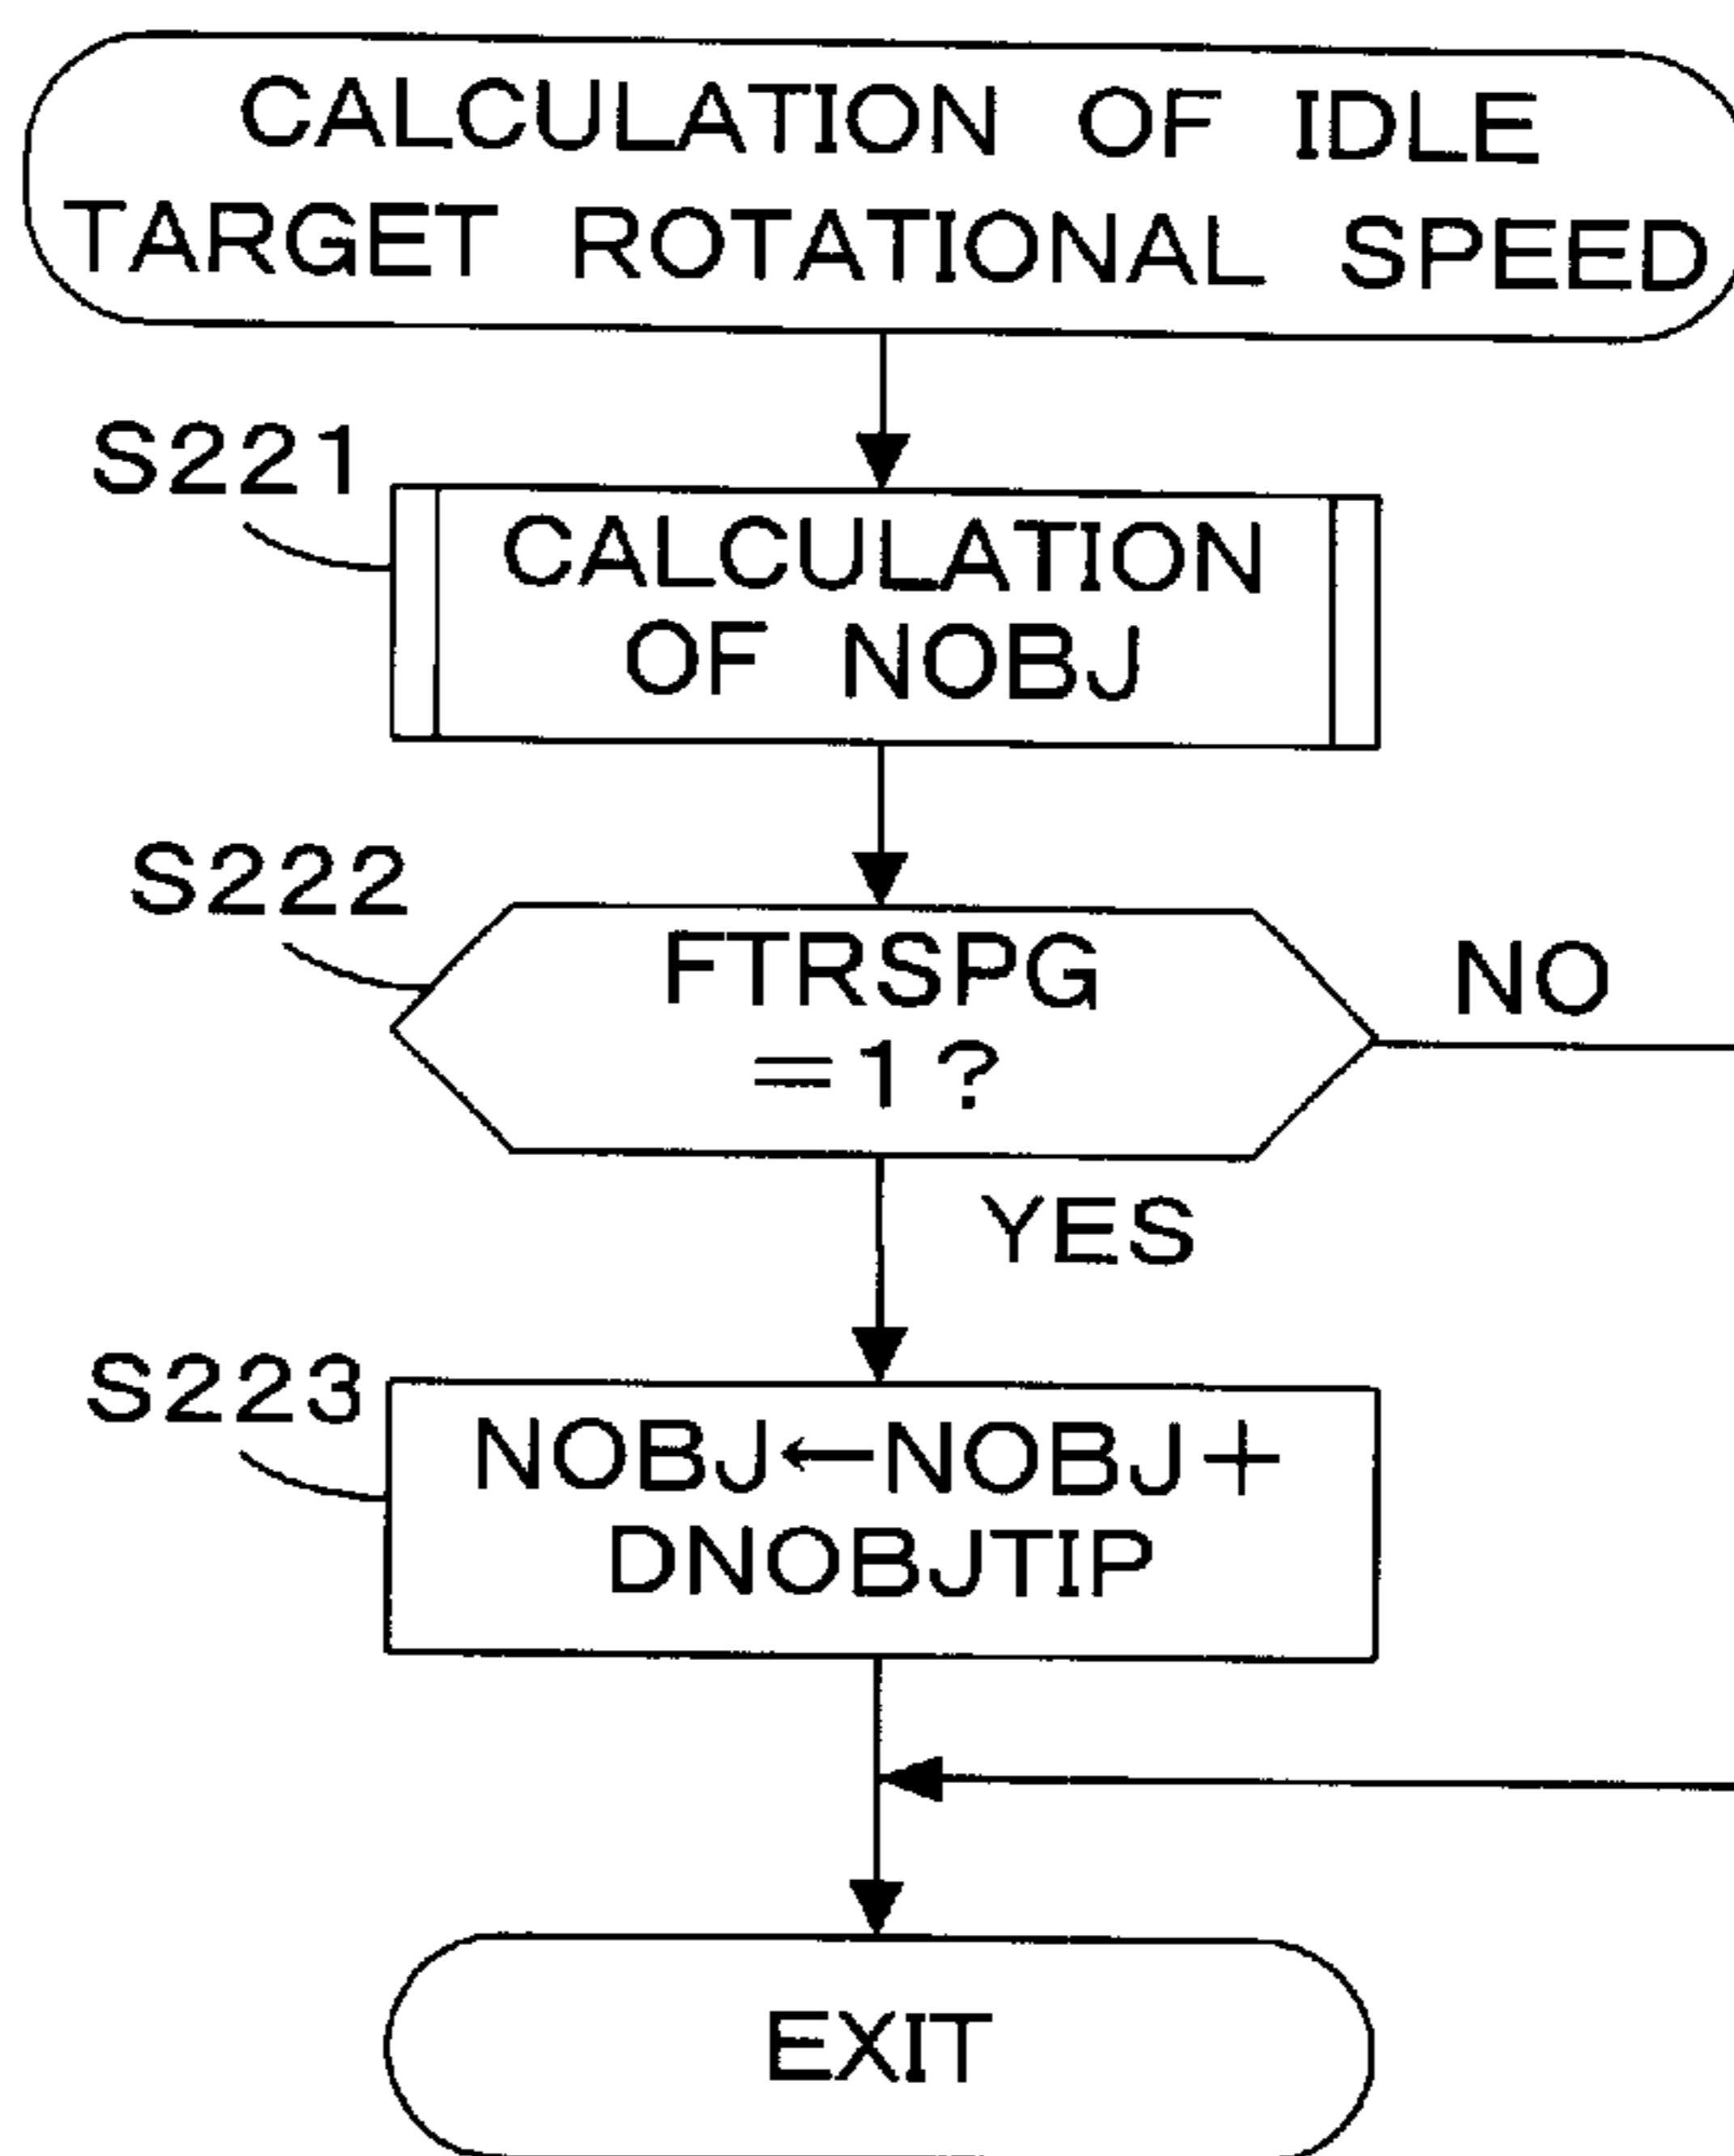 CALCULATION OF IDLE
TARGET ROTATIONAL SPEED
S221
CALCULATION
OF NOBJ
S222
FTRSPG
=1?
NO
YES
S223
NOBJ←NOBJ+
DNOBJTIP
EXIT